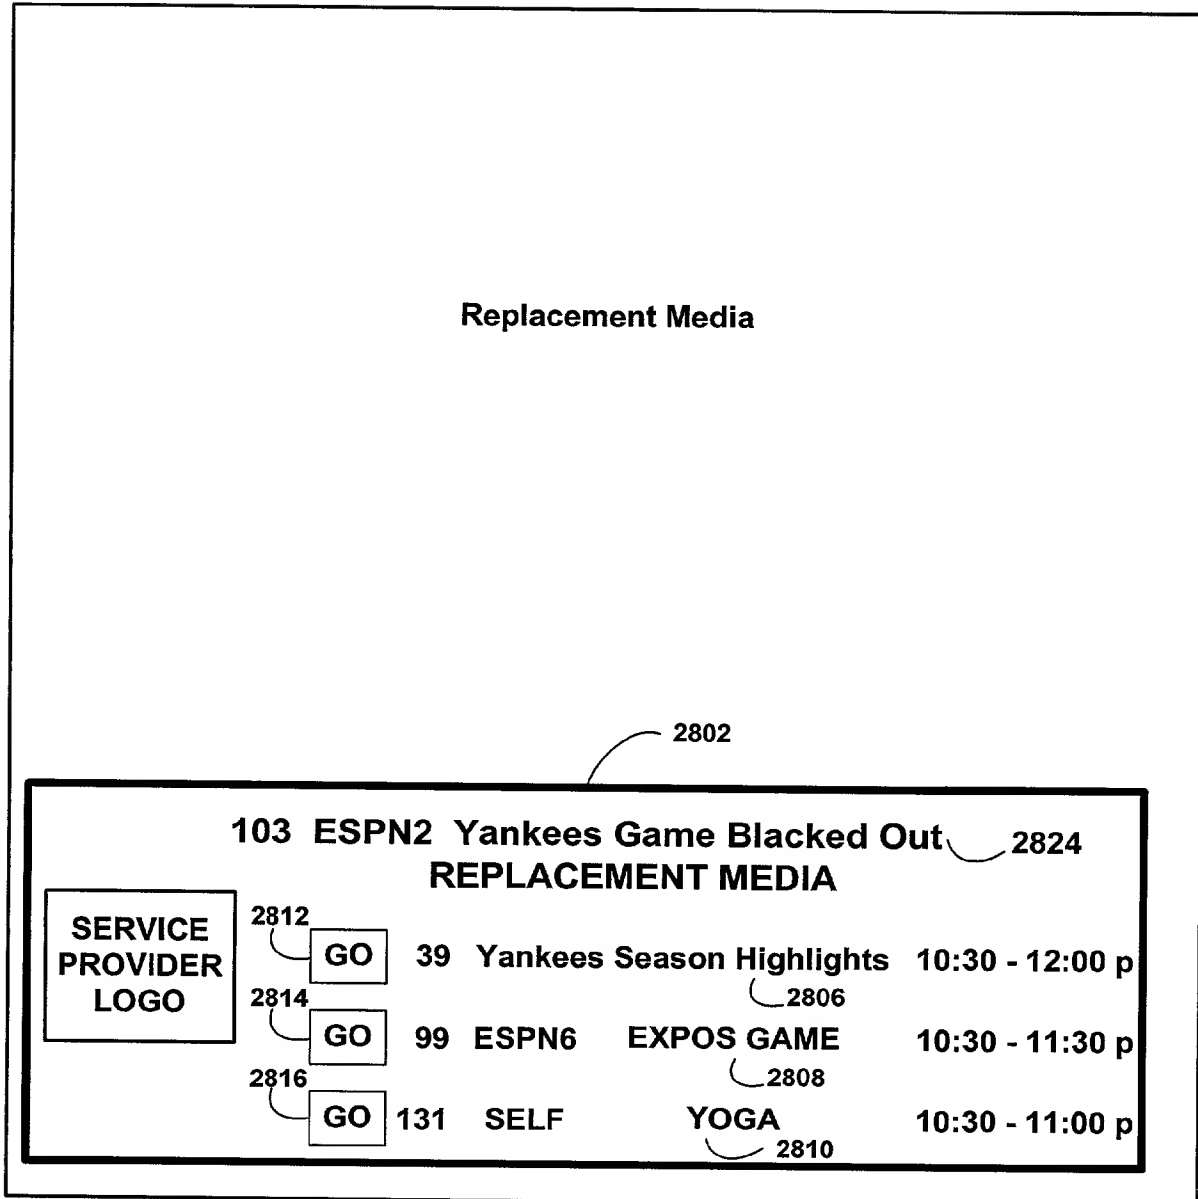 Replacement Media
2802
103 ESPN2 Yankees Game Blacked Out 2824
REPLACEMENT MEDIA
SERVICE
PROVIDER
LOGO
2812
GO 39 Yankees Season Highlights 10:30 - 12:00 p
2806
2814
GO 99 ESPN6 EXPOS GAME 10:30 - 11:30 p
2808
2816
GO 131 SELF YOGA 10:30 - 11:00 p
2810